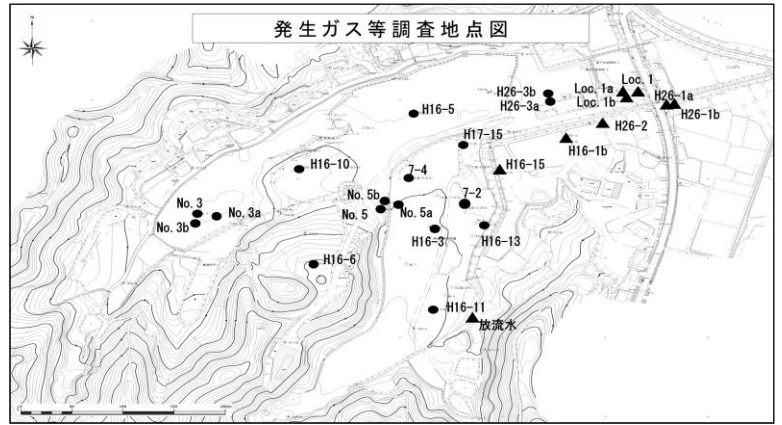 発生ガス等調査地点図
Loc. 1a
Loc. 1
H26-3b
H26-3a
Loc. 1b
H26-1a
H26-1b
H16-5
H26-2
H17-15
H16-1b
H16-10
7-4
H16-15
No. 3
No. 3a
No. 3b
No. 5b
No. 5
No. 5a
7-2
H16-3
H16-13
H16-6
H16-11
放流水